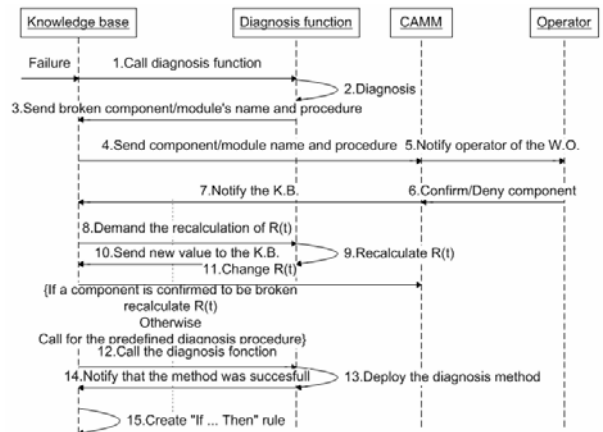 Knowledge base
Diagnosis function
CAMM
Operator
Failure
1.Call diagnosis function
2.Diagnosis
3.Send broken component/module's name and procedure
4.Send component/module name and procedure
5.Notify operator of the W.O.
7.Notify the K.B.
6.Confirm/Deny component
8.Demand the recalculation of R(t)
10.Send new value to the K.B.
9.Recalculate R(t)
11.Change R(t)
{If a component is confirmed to be broken
recalculate R(t)
Otherwise
Call for the predefined diagnosis procedure}
12.Call the diagnosis fonction
14.Notify that the method was succesfull
13.Deploy the diagnosis method
15.Create "If ... Then" rule